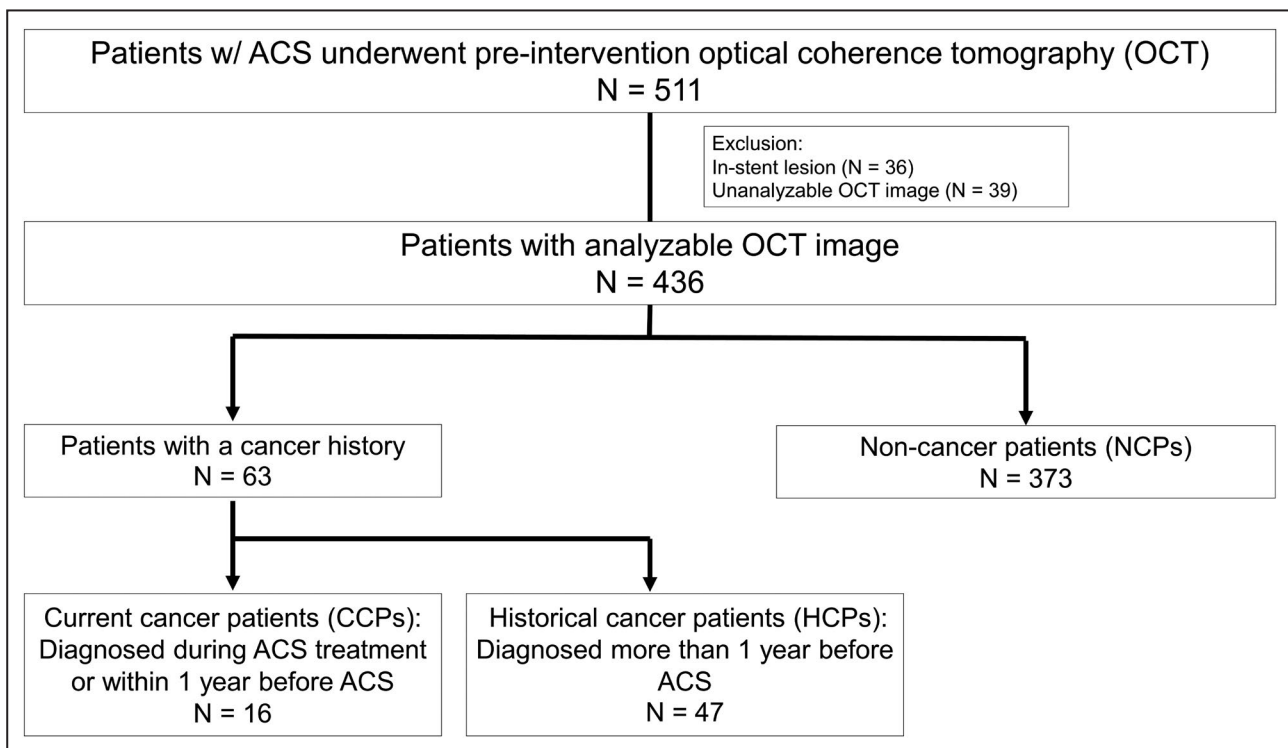 Patients w/ ACS underwent pre-intervention optical coherence tomography (OCT)
N = 511
Exclusion:
In-stent lesion (N = 36)
Unanalyzable OCT image (N = 39)
Patients with analyzable OCT image
N = 436
Patients with a cancer history
N = 63
Non-cancer patients (NCPs)
N = 373
Current cancer patients (CCPs):
Diagnosed during ACS treatment
or within 1 year before ACS
N = 16
Historical cancer patients (HCPs):
Diagnosed more than 1 year before
ACS
N = 47